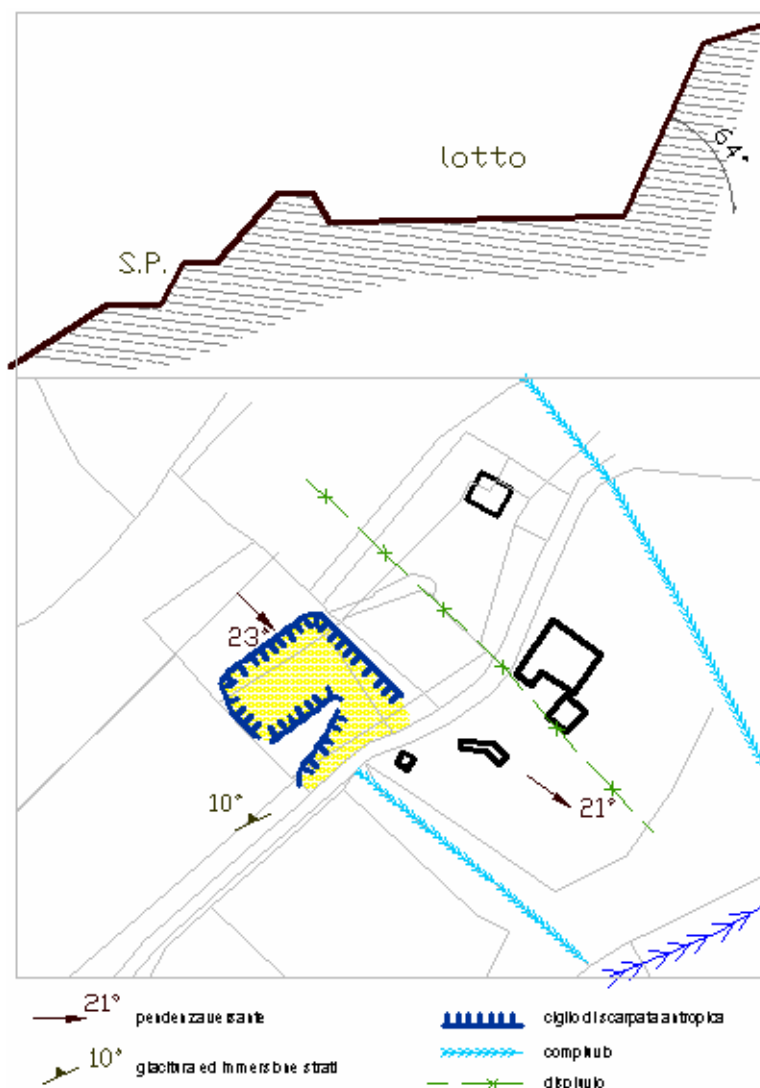 64°
lotto
S.P.
23°
10°
21°
21° pendenza versante
ciglio di scarpata antropica
10° giacitura ed immersione strati
compluvio
displuvio